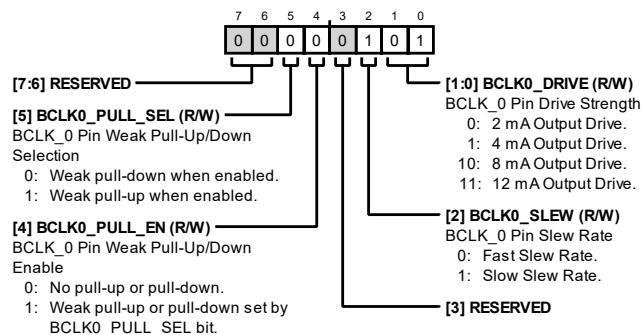 7 6 5 4 3 2 1 0
0 0 0 0 0 1 0 1
[7:6] RESERVED
[5] BCLK0_PULL_SEL (R/W)
BCLK_0 Pin Weak Pull-Up/Down
Selection
0: Weak pull-down when enabled.
1: Weak pull-up when enabled.
[4] BCLK0_PULL_EN (R/W)
BCLK_0 Pin Weak Pull-Up/Down
Enable
0: No pull-up or pull-down.
1: Weak pull-up or pull-down set by
BCLK0_PULL_SEL bit.
[1:0] BCLK0_DRIVE (R/W)
BCLK_0 Pin Drive Strength
0: 2 mA Output Drive.
1: 4 mA Output Drive.
10: 8 mA Output Drive.
11: 12 mA Output Drive.
[2] BCLK0_SLEW (R/W)
BCLK_0 Pin Slew Rate
0: Fast Slew Rate.
1: Slow Slew Rate.
[3] RESERVED